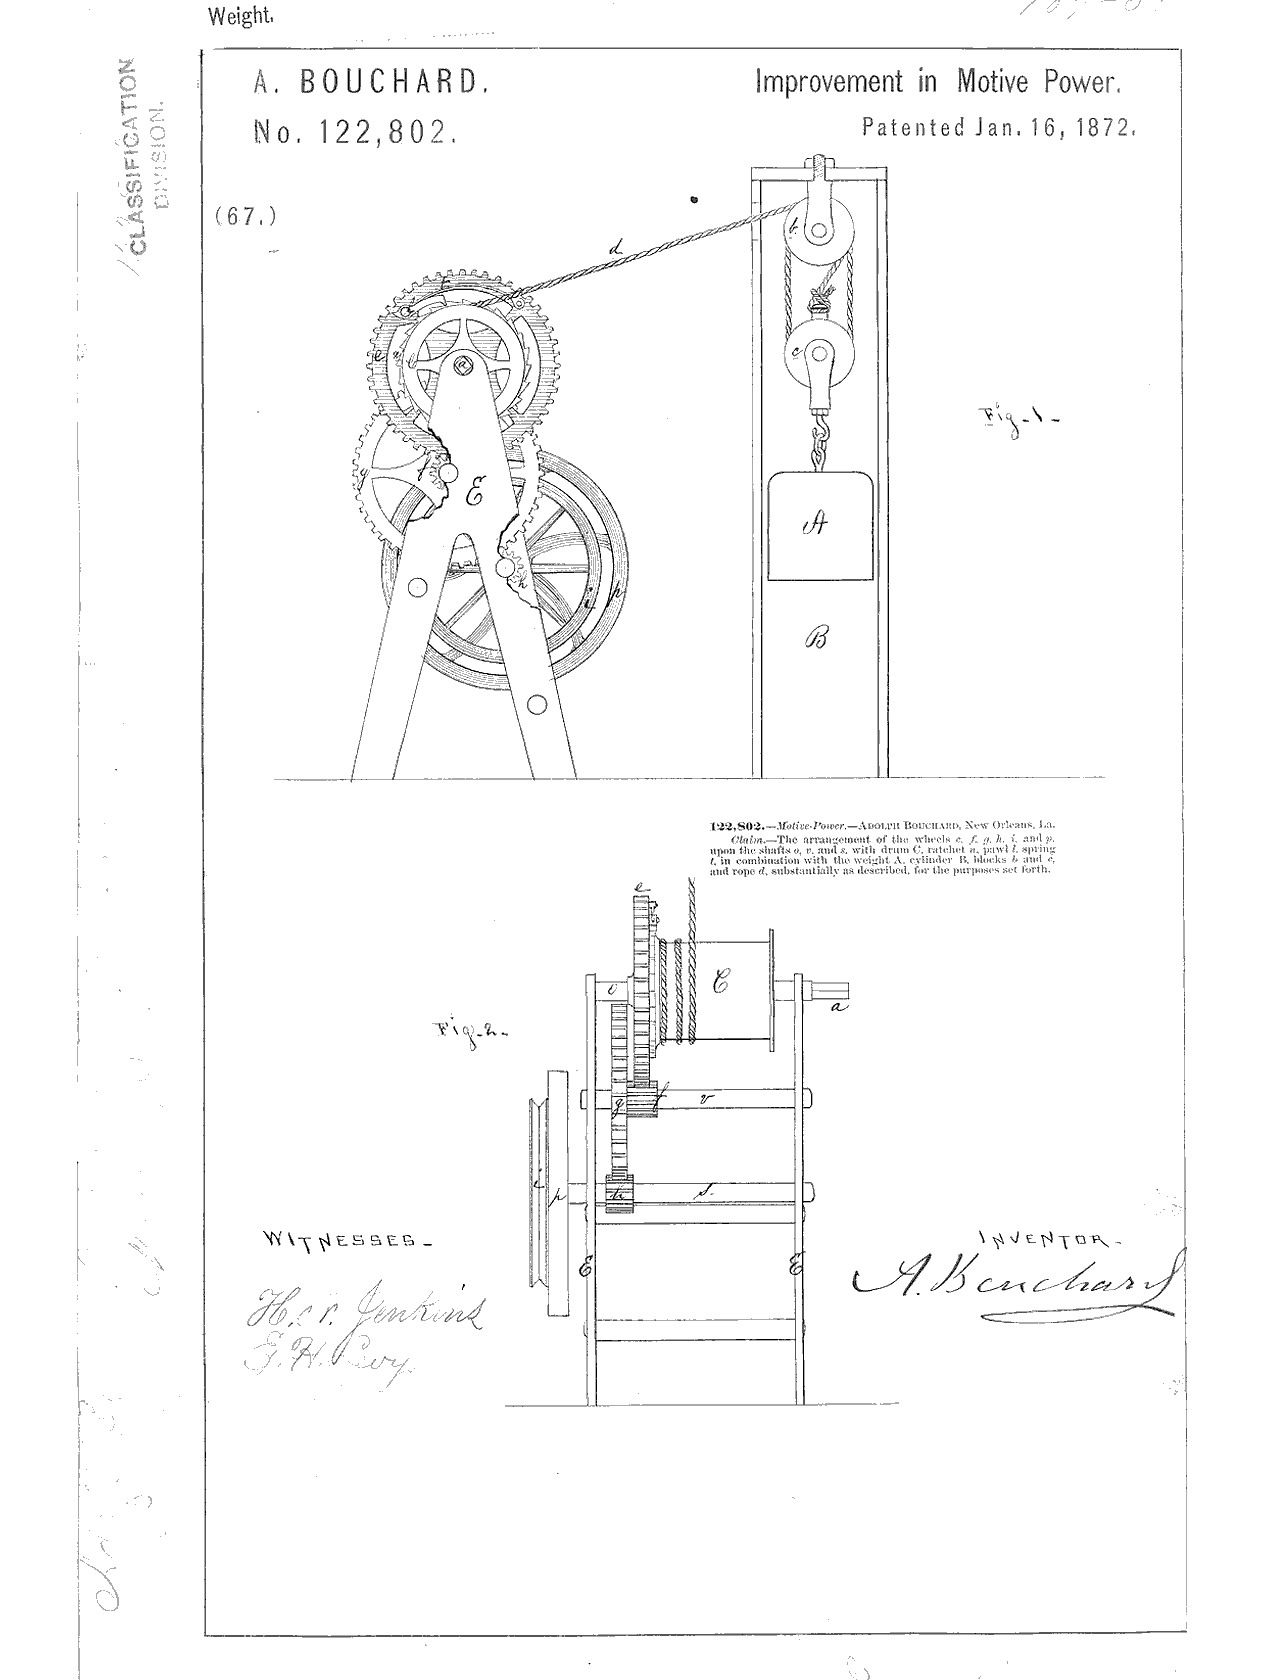 Weight.
CLASSIFICATION
DIVISION.
A. BOUCHARD.
Improvement in Motive Power.
No. 122,802.
Patented Jan. 16, 1872.
(67.)
d
b
c
a
Fig. 1.
E
A
B
i
p
h
122,802.—Motive-Power.—ADOLPH BOUCHARD, New Orleans, La.
Claim.—The arrangement of the wheels e, f, g, h, i, and p,
upon the shafts o, v, and s, with drum C, ratchet n, pawl l, spring
t, in combination with the weight A, cylinder B, blocks b and c,
and rope d, substantially as described, for the purposes set forth.
e
C
o
a
Fig. 2.
g
f
v
i
p
h
s.
WITNESSES.
INVENTOR.
E
E
A. Bouchard
Jenkins